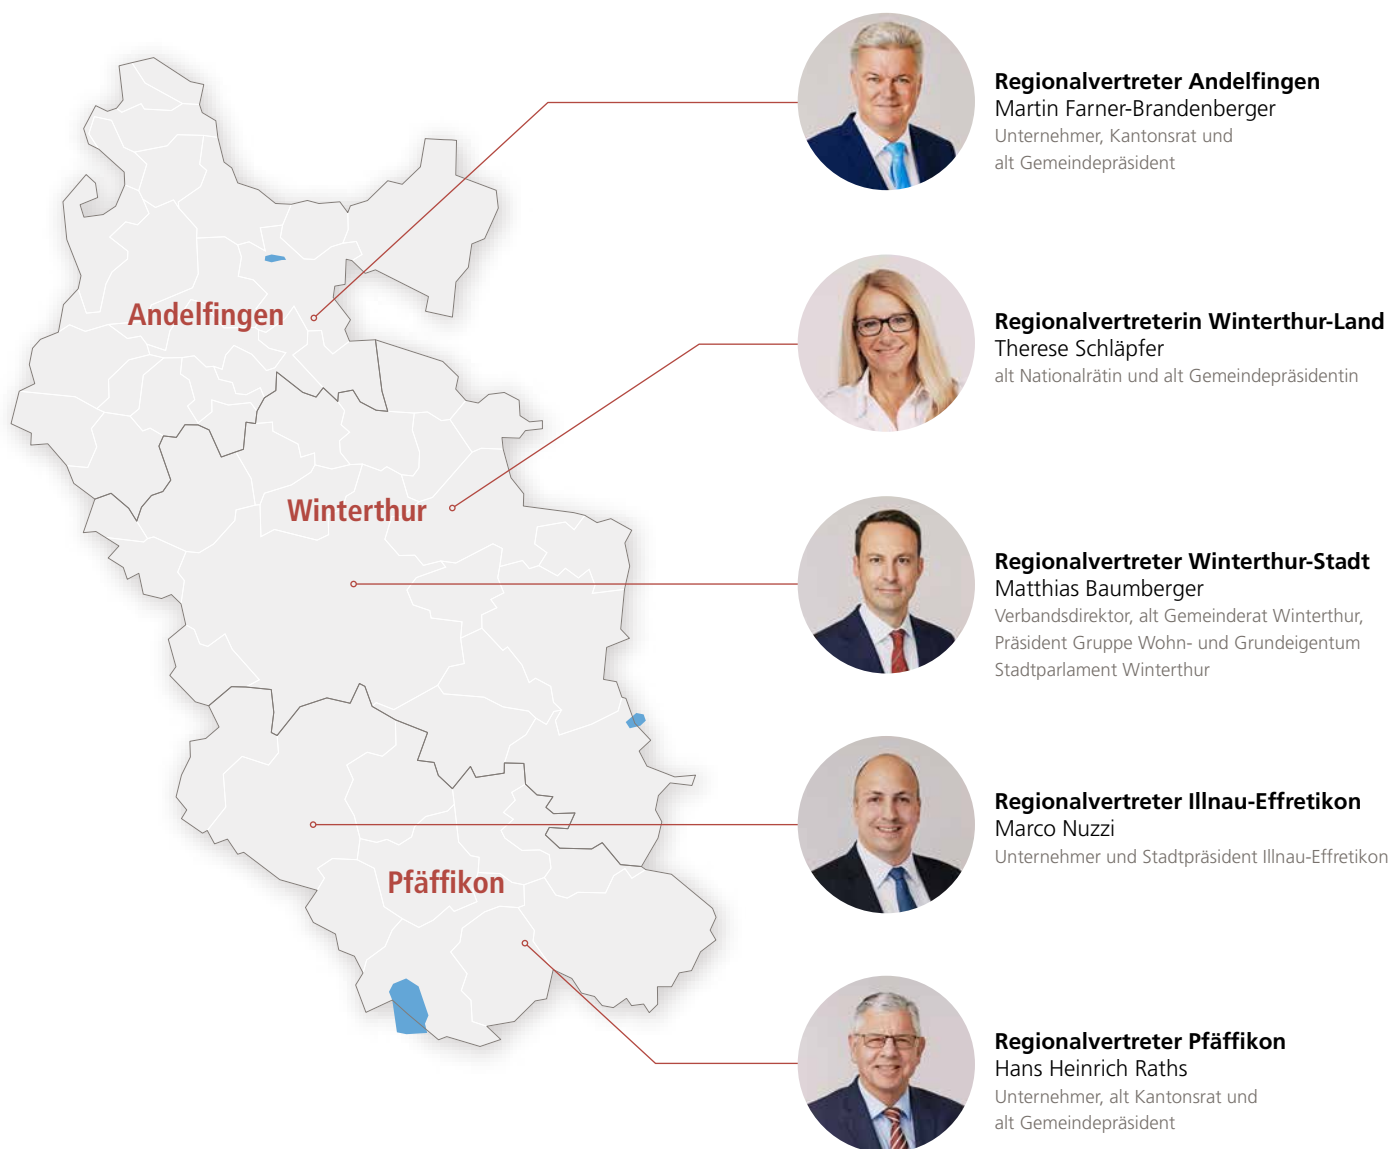 Regionalvertreter Andelfingen
Martin Farner-Brandenberger
Unternehmer, Kantonsrat und
alt Gemeindepräsident
Andelfingen
Regionalvertreterin Winterthur-Land
Therese Schläpfer
alt Nationalrätin und alt Gemeindepräsidentin
Winterthur
Regionalvertreter Winterthur-Stadt
Matthias Baumberger
Verbandsdirektor, alt Gemeinderat Winterthur,
Präsident Gruppe Wohn- und Grundeigentum
Stadtparlament Winterthur
Regionalvertreter Illnau-Effretikon
Marco Nuzzi
Unternehmer und Stadtpräsident Illnau-Effretikon
Pfäffikon
Regionalvertreter Pfäffikon
Hans Heinrich Raths
Unternehmer, alt Kantonsrat und
alt Gemeindepräsident